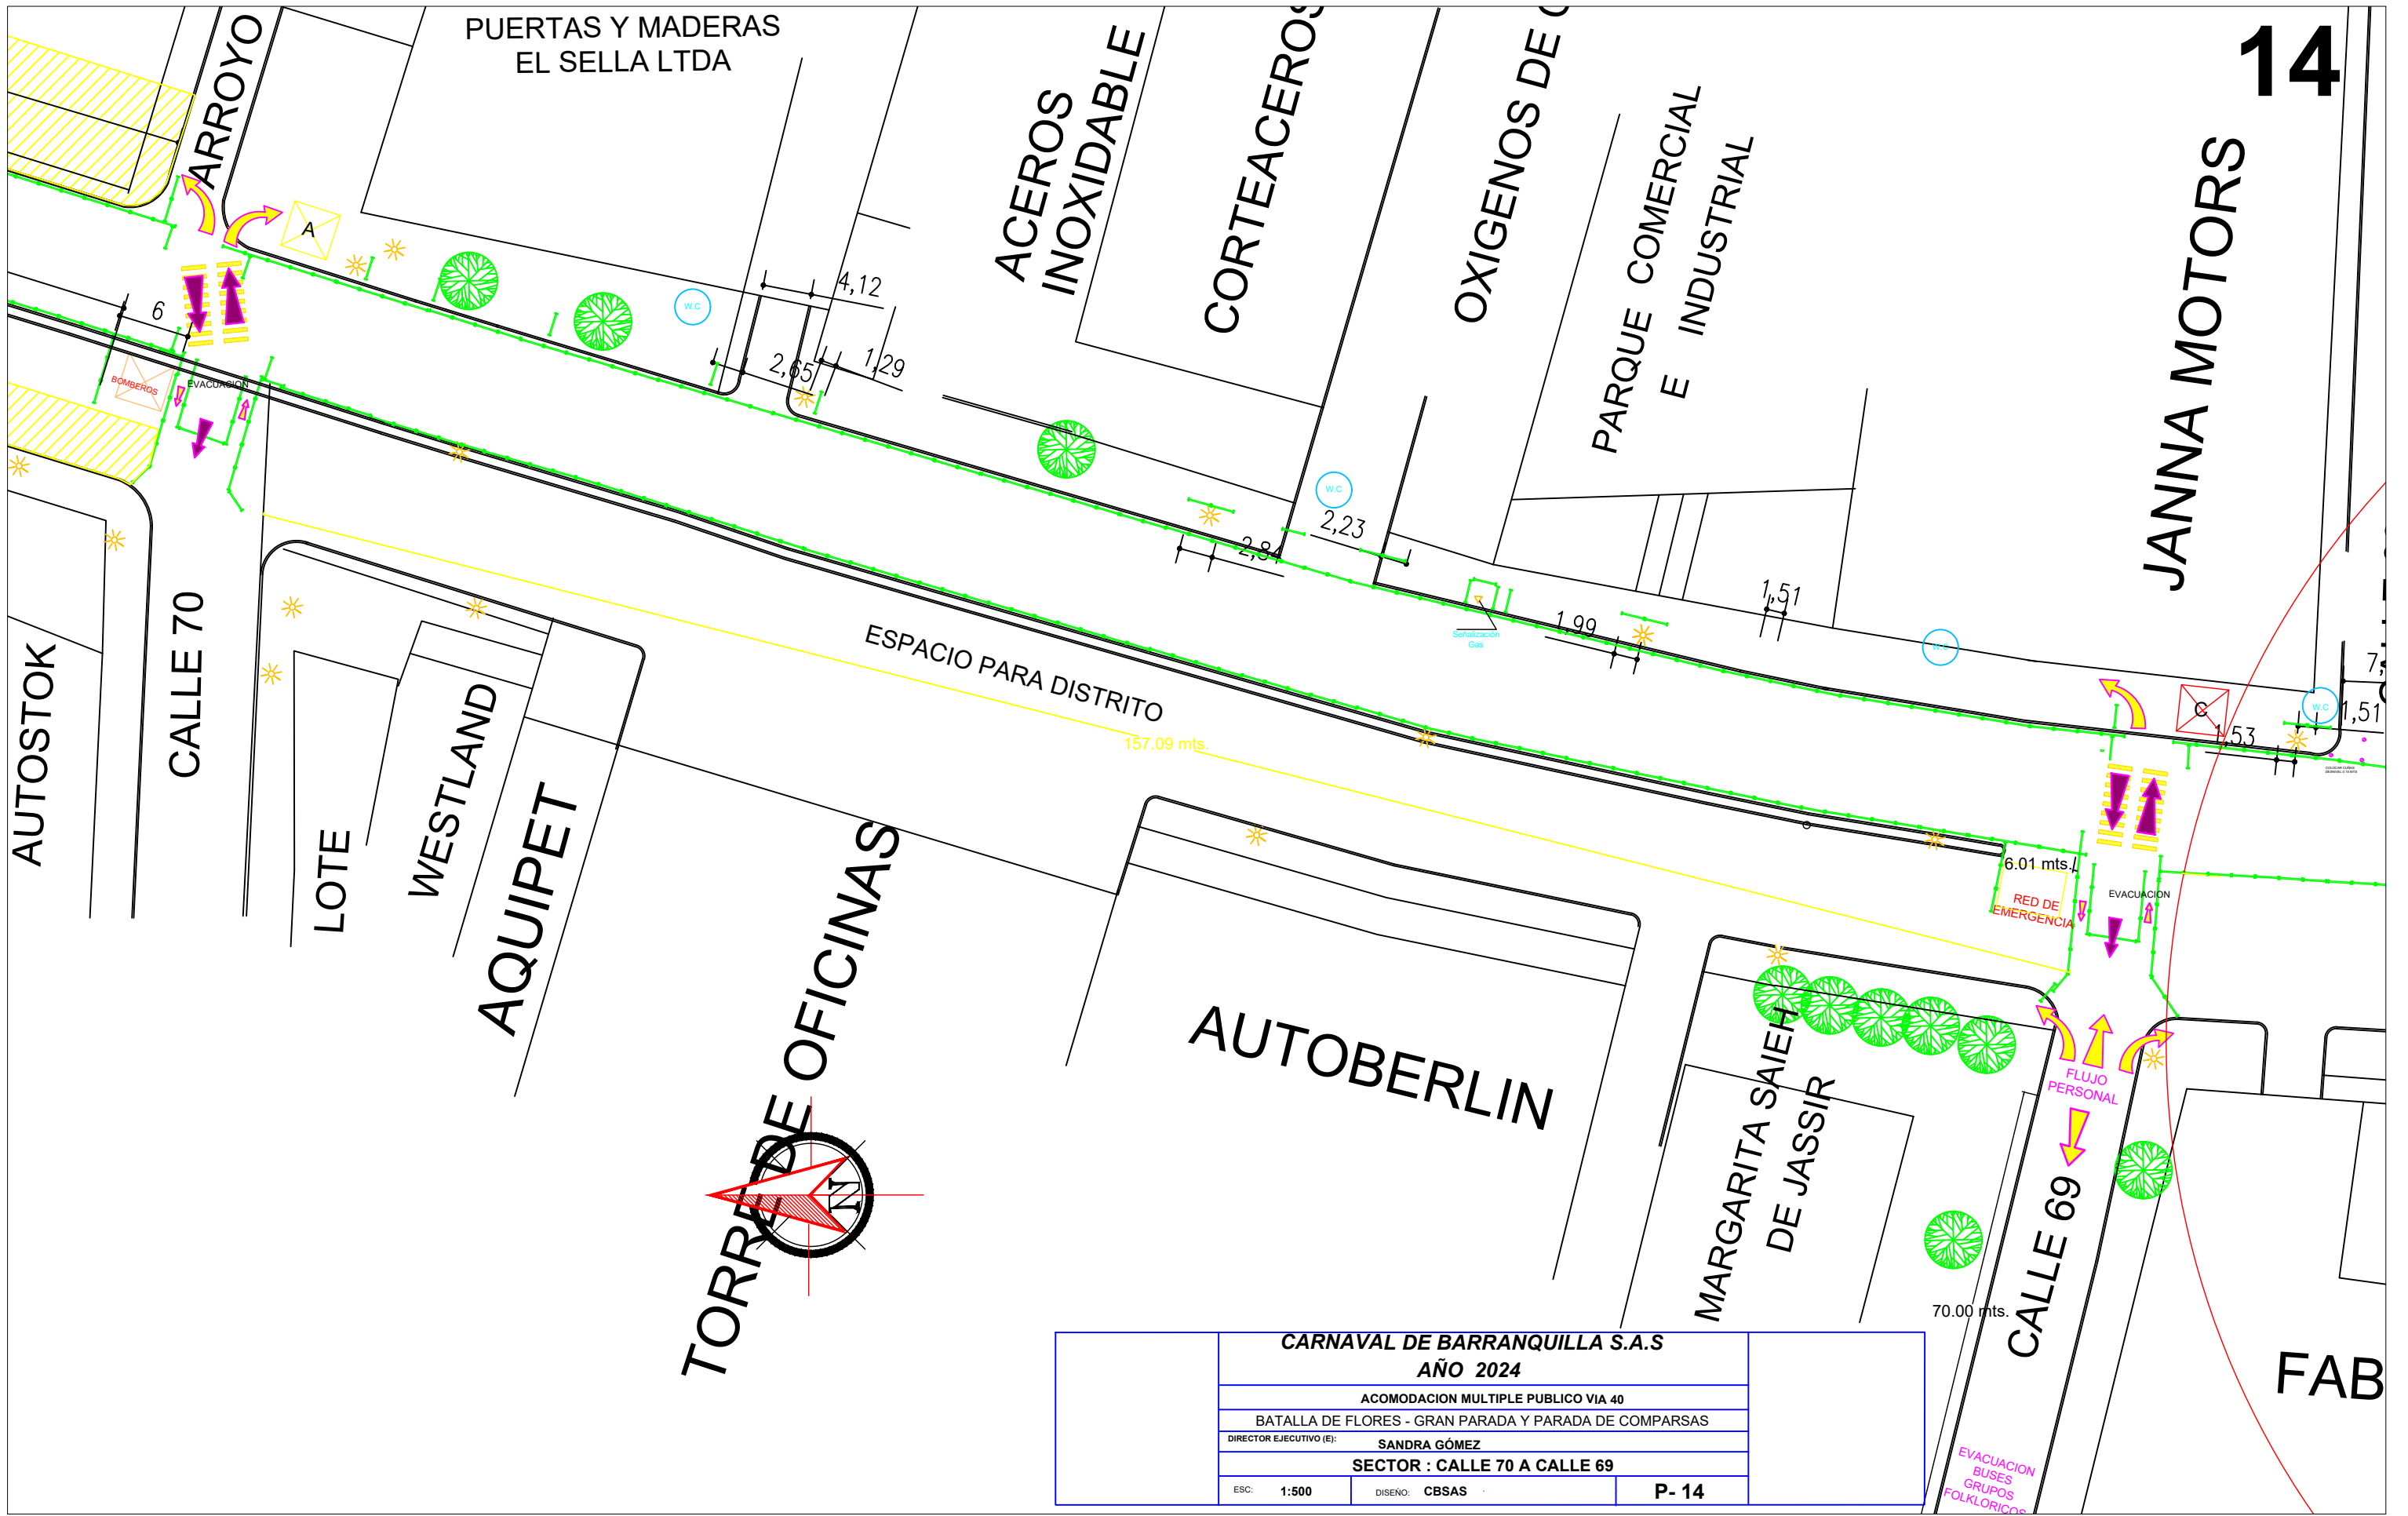 14
PUERTAS Y MADERAS
EL SELLA LTDA
ARROYO
A
ACEROS
INOXIDABLE
CORTEACEROS
OXIGENOS DE
PARQUE COMERCIAL
E INDUSTRIAL
JANNA MOTORS
W.C
4,12
2,65
1,29
6
BOMBEROS
EVACUACION
W.C
2,23
2,84
Señalización
Gas
1,99
1,51
W.C
C
W.C
7,
1,51
1,53
ESPACIO PARA DISTRITO
157.09 mts.
AUTOSTOK
CALLE 70
LOTE
WESTLAND
AQUIPET
TORRE DE OFICINAS
N
AUTOBERLIN
MARGARITA SAIEH
DE JASSIR
6.01 mts.
RED DE
EMERGENCIA
EVACUACION
FLUJO
PERSONAL
CALLE 69
70.00 mts.
FAB
EVACUACION
BUSES
GRUPOS
FOLKLORICOS
CARNAVAL DE BARRANQUILLA S.A.S
AÑO 2024
ACOMODACION MULTIPLE PUBLICO VIA 40
BATALLA DE FLORES - GRAN PARADA Y PARADA DE COMPARSAS
DIRECTOR EJECUTIVO (E): SANDRA GÓMEZ
SECTOR : CALLE 70 A CALLE 69
ESC: 1:500 DISEÑO: CBSAS P- 14